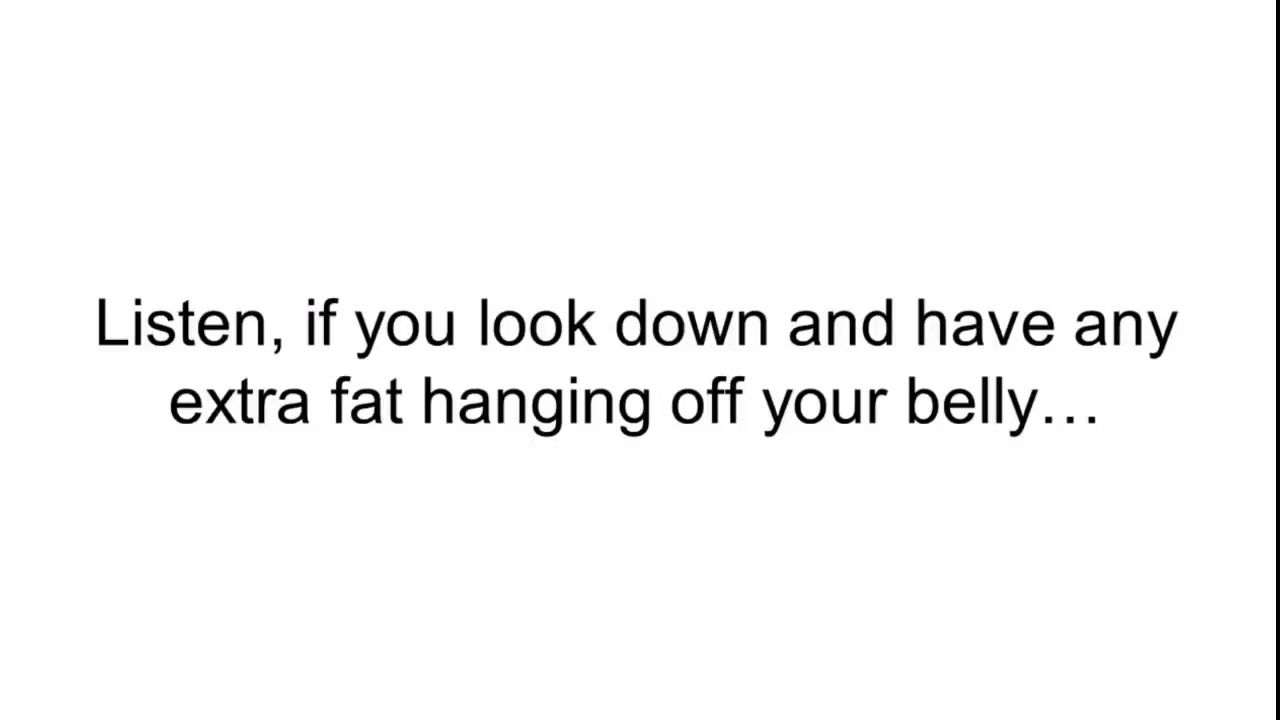 Listen, if you look down and have any
extra fat hanging off your belly…